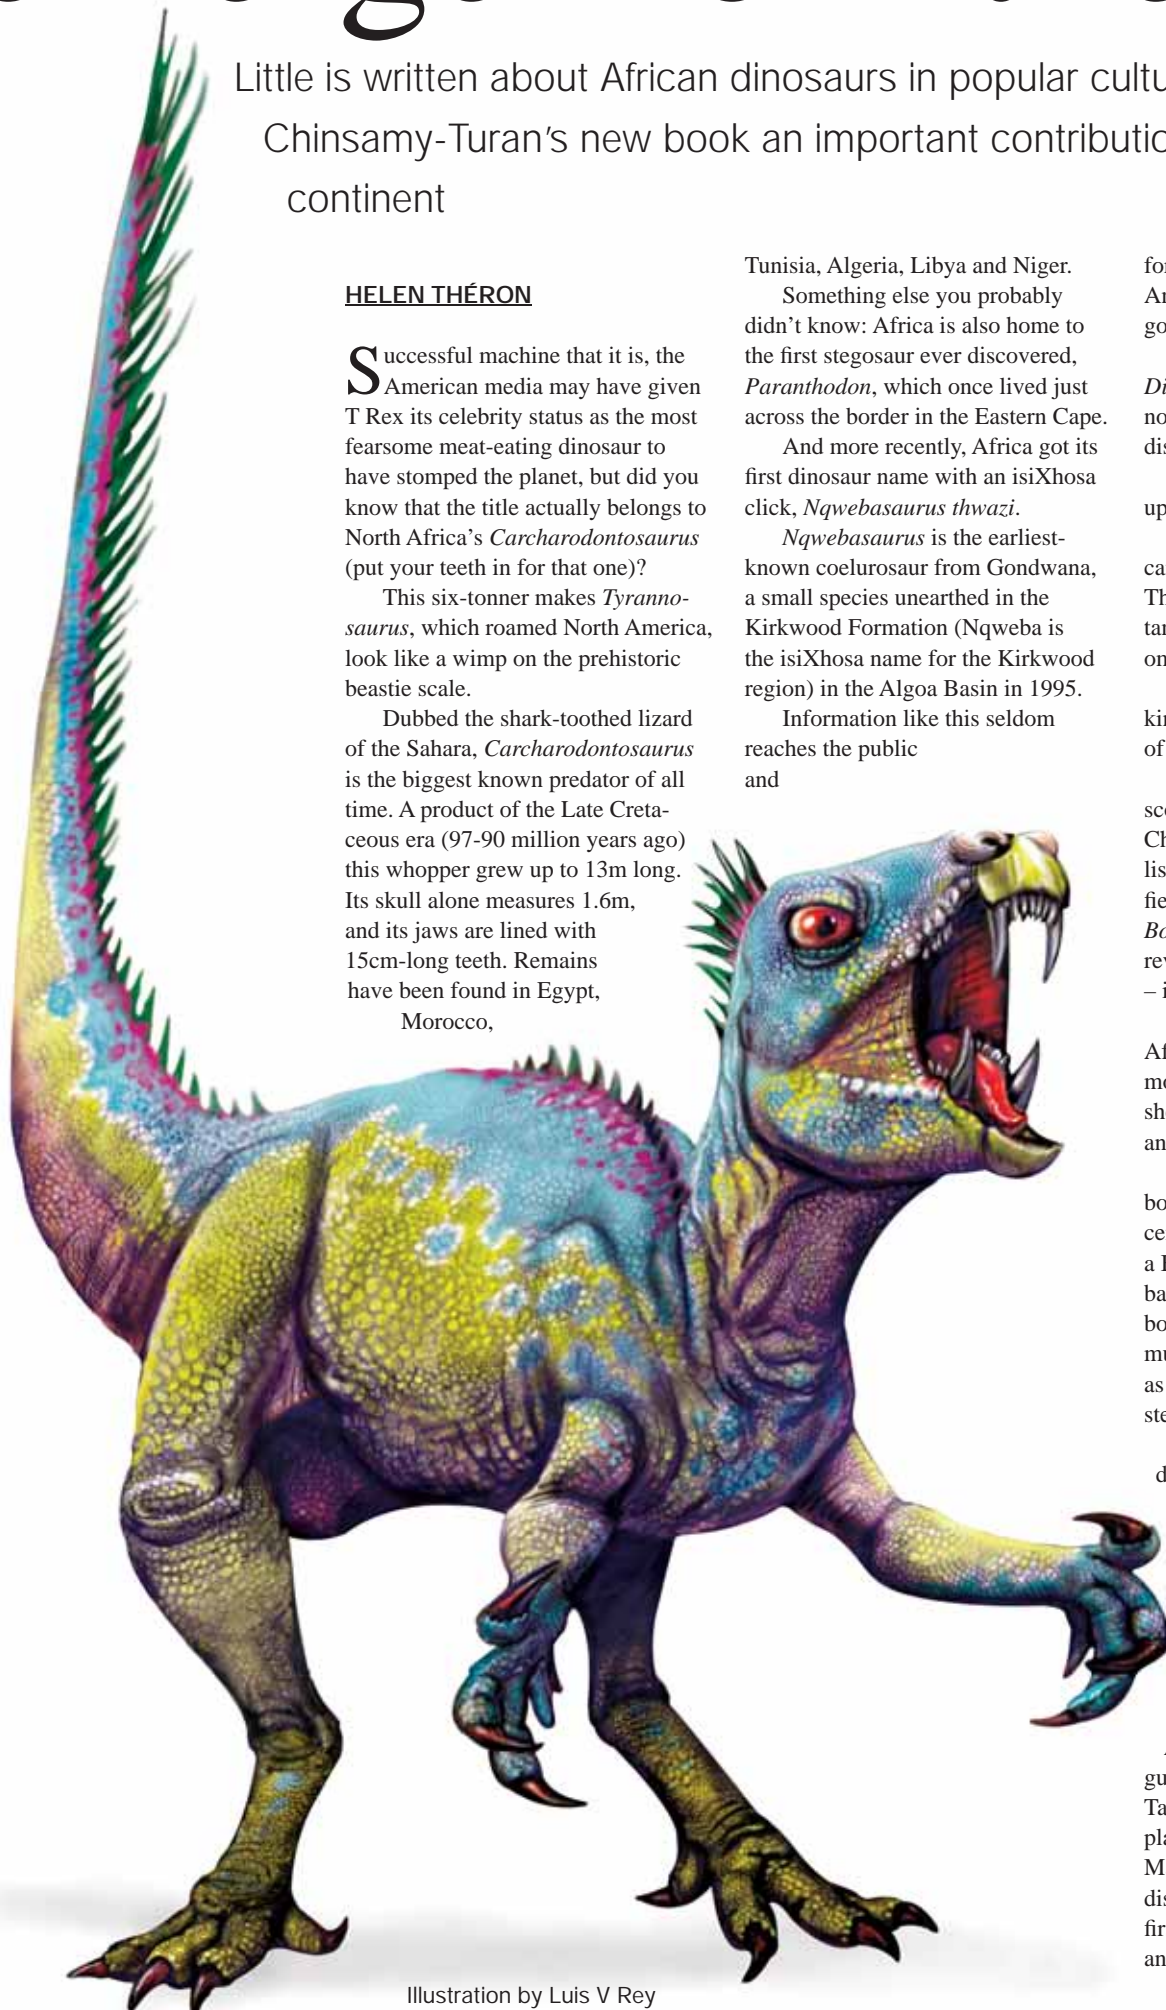 Little is written about African dinosaurs in popular
Chinsamy-Turan's new book an important
continent
HELEN THÉRON
Successful machine that it is, the
American media may have given
T Rex its celebrity status as the most
fearsome meat-eating dinosaur to
have stomped the planet, but did you
know that the title actually belongs to
North Africa's Carcharodontosaurus
(put your teeth in for that one)?
This six-tonner makes Tyranno-
saurus, which roamed North America,
look like a wimp on the prehistoric
beastie scale.
Dubbed the shark-toothed lizard
of the Sahara, Carcharodontosaurus
is the biggest known predator of all
time. A product of the Late Creta-
ceous era (97-90 million years ago)
this whopper grew up to 13m long.
Its skull alone measures 1.6m,
and its jaws are lined with
15cm-long teeth. Remains
have been found in Egypt,
Morocco,
Tunisia, Algeria, Libya and Niger.
Something else you probably
didn't know: Africa is also home to
the first stegosaur ever discovered,
Paranthodon, which once lived just
across the border in the Eastern Cape.
And more recently, Africa got its
first dinosaur name with an isiXhosa
click, Nqwebasaurus thwazi.
Nqwebasaurus is the earliest-
known coelurosaur from Gondwana,
a small species unearthed in the
Kirkwood Formation (Nqweba is
the isiXhosa name for the Kirkwood
region) in the Algoa Basin in 1995.
Information like this seldom
reaches the public
and
Illustration by Luis V Rey